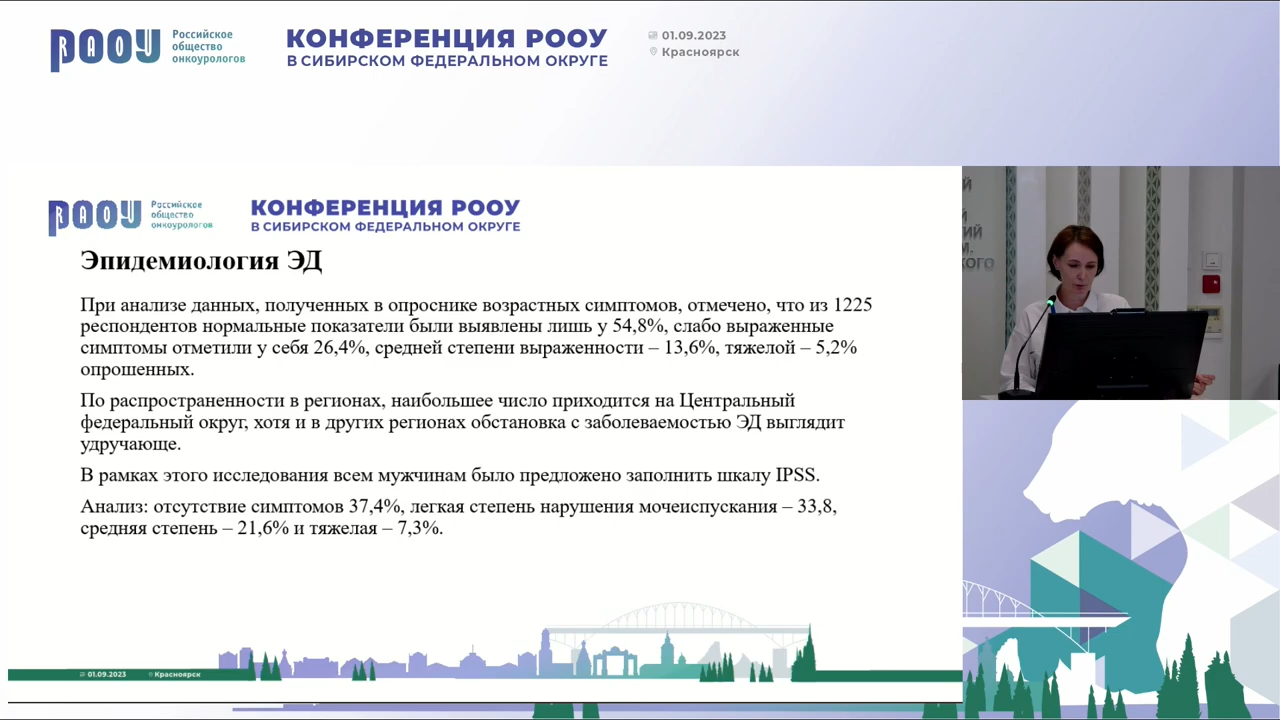 РООУ
RAOU
Российское
общество
онкоурологов
КОНФЕРЕНЦИЯ РООУ
В СИБИРСКОМ ФЕДЕРАЛЬНОМ ОКРУГЕ
01.09.2023
Красноярск
РООУ
RAOU
Российское
общество
онкоурологов
КОНФЕРЕНЦИЯ РООУ
В СИБИРСКОМ ФЕДЕРАЛЬНОМ ОКРУГЕ
Эпидемиология ЭД
При анализе данных, полученных в опроснике возрастных симптомов, отмечено, что из 1225
респондентов нормальные показатели были выявлены лишь у 54,8%, слабо выраженные
симптомы отметили у себя 26,4%, средней степени выраженности – 13,6%, тяжелой – 5,2%
опрошенных.
По распространенности в регионах, наибольшее число приходится на Центральный
федеральный округ, хотя и в других регионах обстановка с заболеваемостью ЭД выглядит
удручающе.
В рамках этого исследования всем мужчинам было предложено заполнить шкалу IPSS.
Анализ: отсутствие симптомов 37,4%, легкая степень нарушения мочеиспускания – 33,8,
средняя степень – 21,6% и тяжелая – 7,3%.
01.09.2023
Красноярск